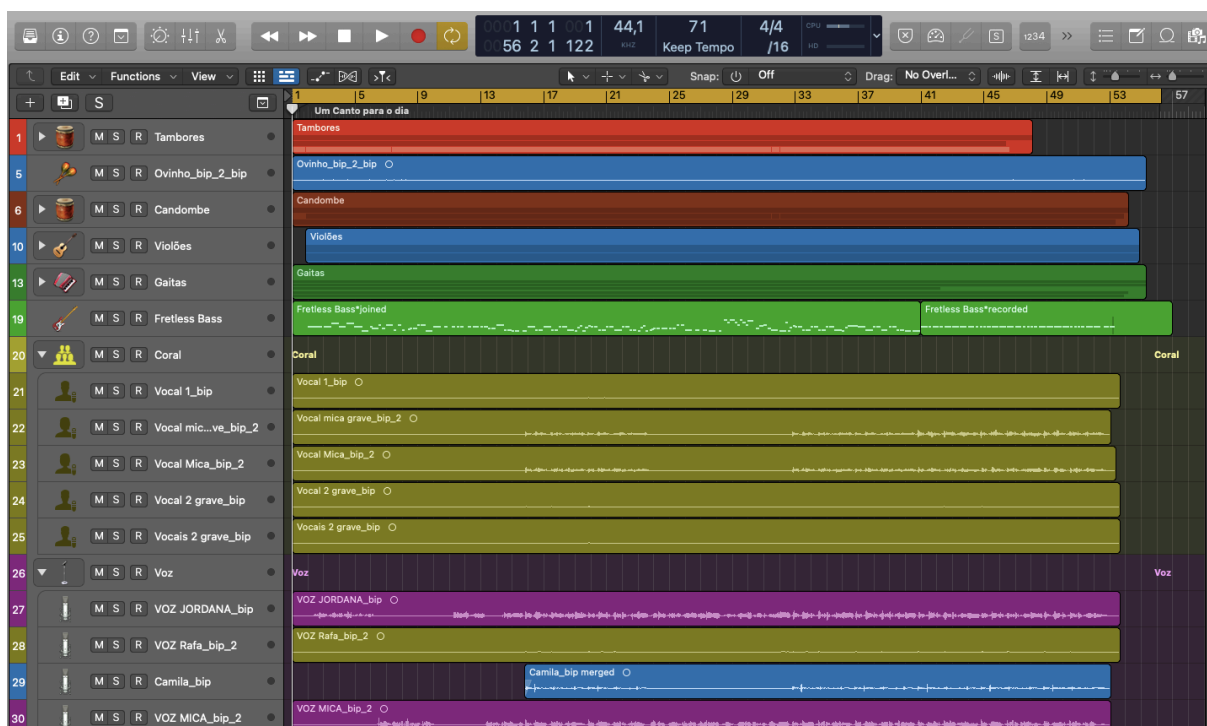 0001 1 1 001 44,1 71 4/4 CPU
0056 2 1 122 KHZ Keep Tempo /16 HD
S 1234
Edit Functions View Snap: Off Drag: No Overl...
S 1 5 9 13 17 21 25 29 33 37 41 45 49 53 57
Um Canto para o dia
1 M S R Tambores Tambores
5 M S R Ovinho_bip_2_bip Ovinho_bip_2_bip
6 M S R Candombe Candombe
10 M S R Violões Violões
13 M S R Gaitas Gaitas
19 M S R Fretless Bass Fretless Bass*joined Fretless Bass*recorded
20 M S R Coral Coral Coral
21 M S R Vocal 1_bip Vocal 1_bip
22 M S R Vocal mic...ve_bip_2 Vocal mica grave_bip_2
23 M S R Vocal Mica_bip_2 Vocal Mica_bip_2
24 M S R Vocal 2 grave_bip Vocal 2 grave_bip
25 M S R Vocais 2 grave_bip Vocais 2 grave_bip
26 M S R Voz Voz Voz
27 M S R VOZ JORDANA_bip VOZ JORDANA_bip
28 M S R VOZ Rafa_bip_2 VOZ Rafa_bip_2
29 M S R Camila_bip Camila_bip merged
30 M S R VOZ MICA_bip_2 VOZ MICA_bip_2